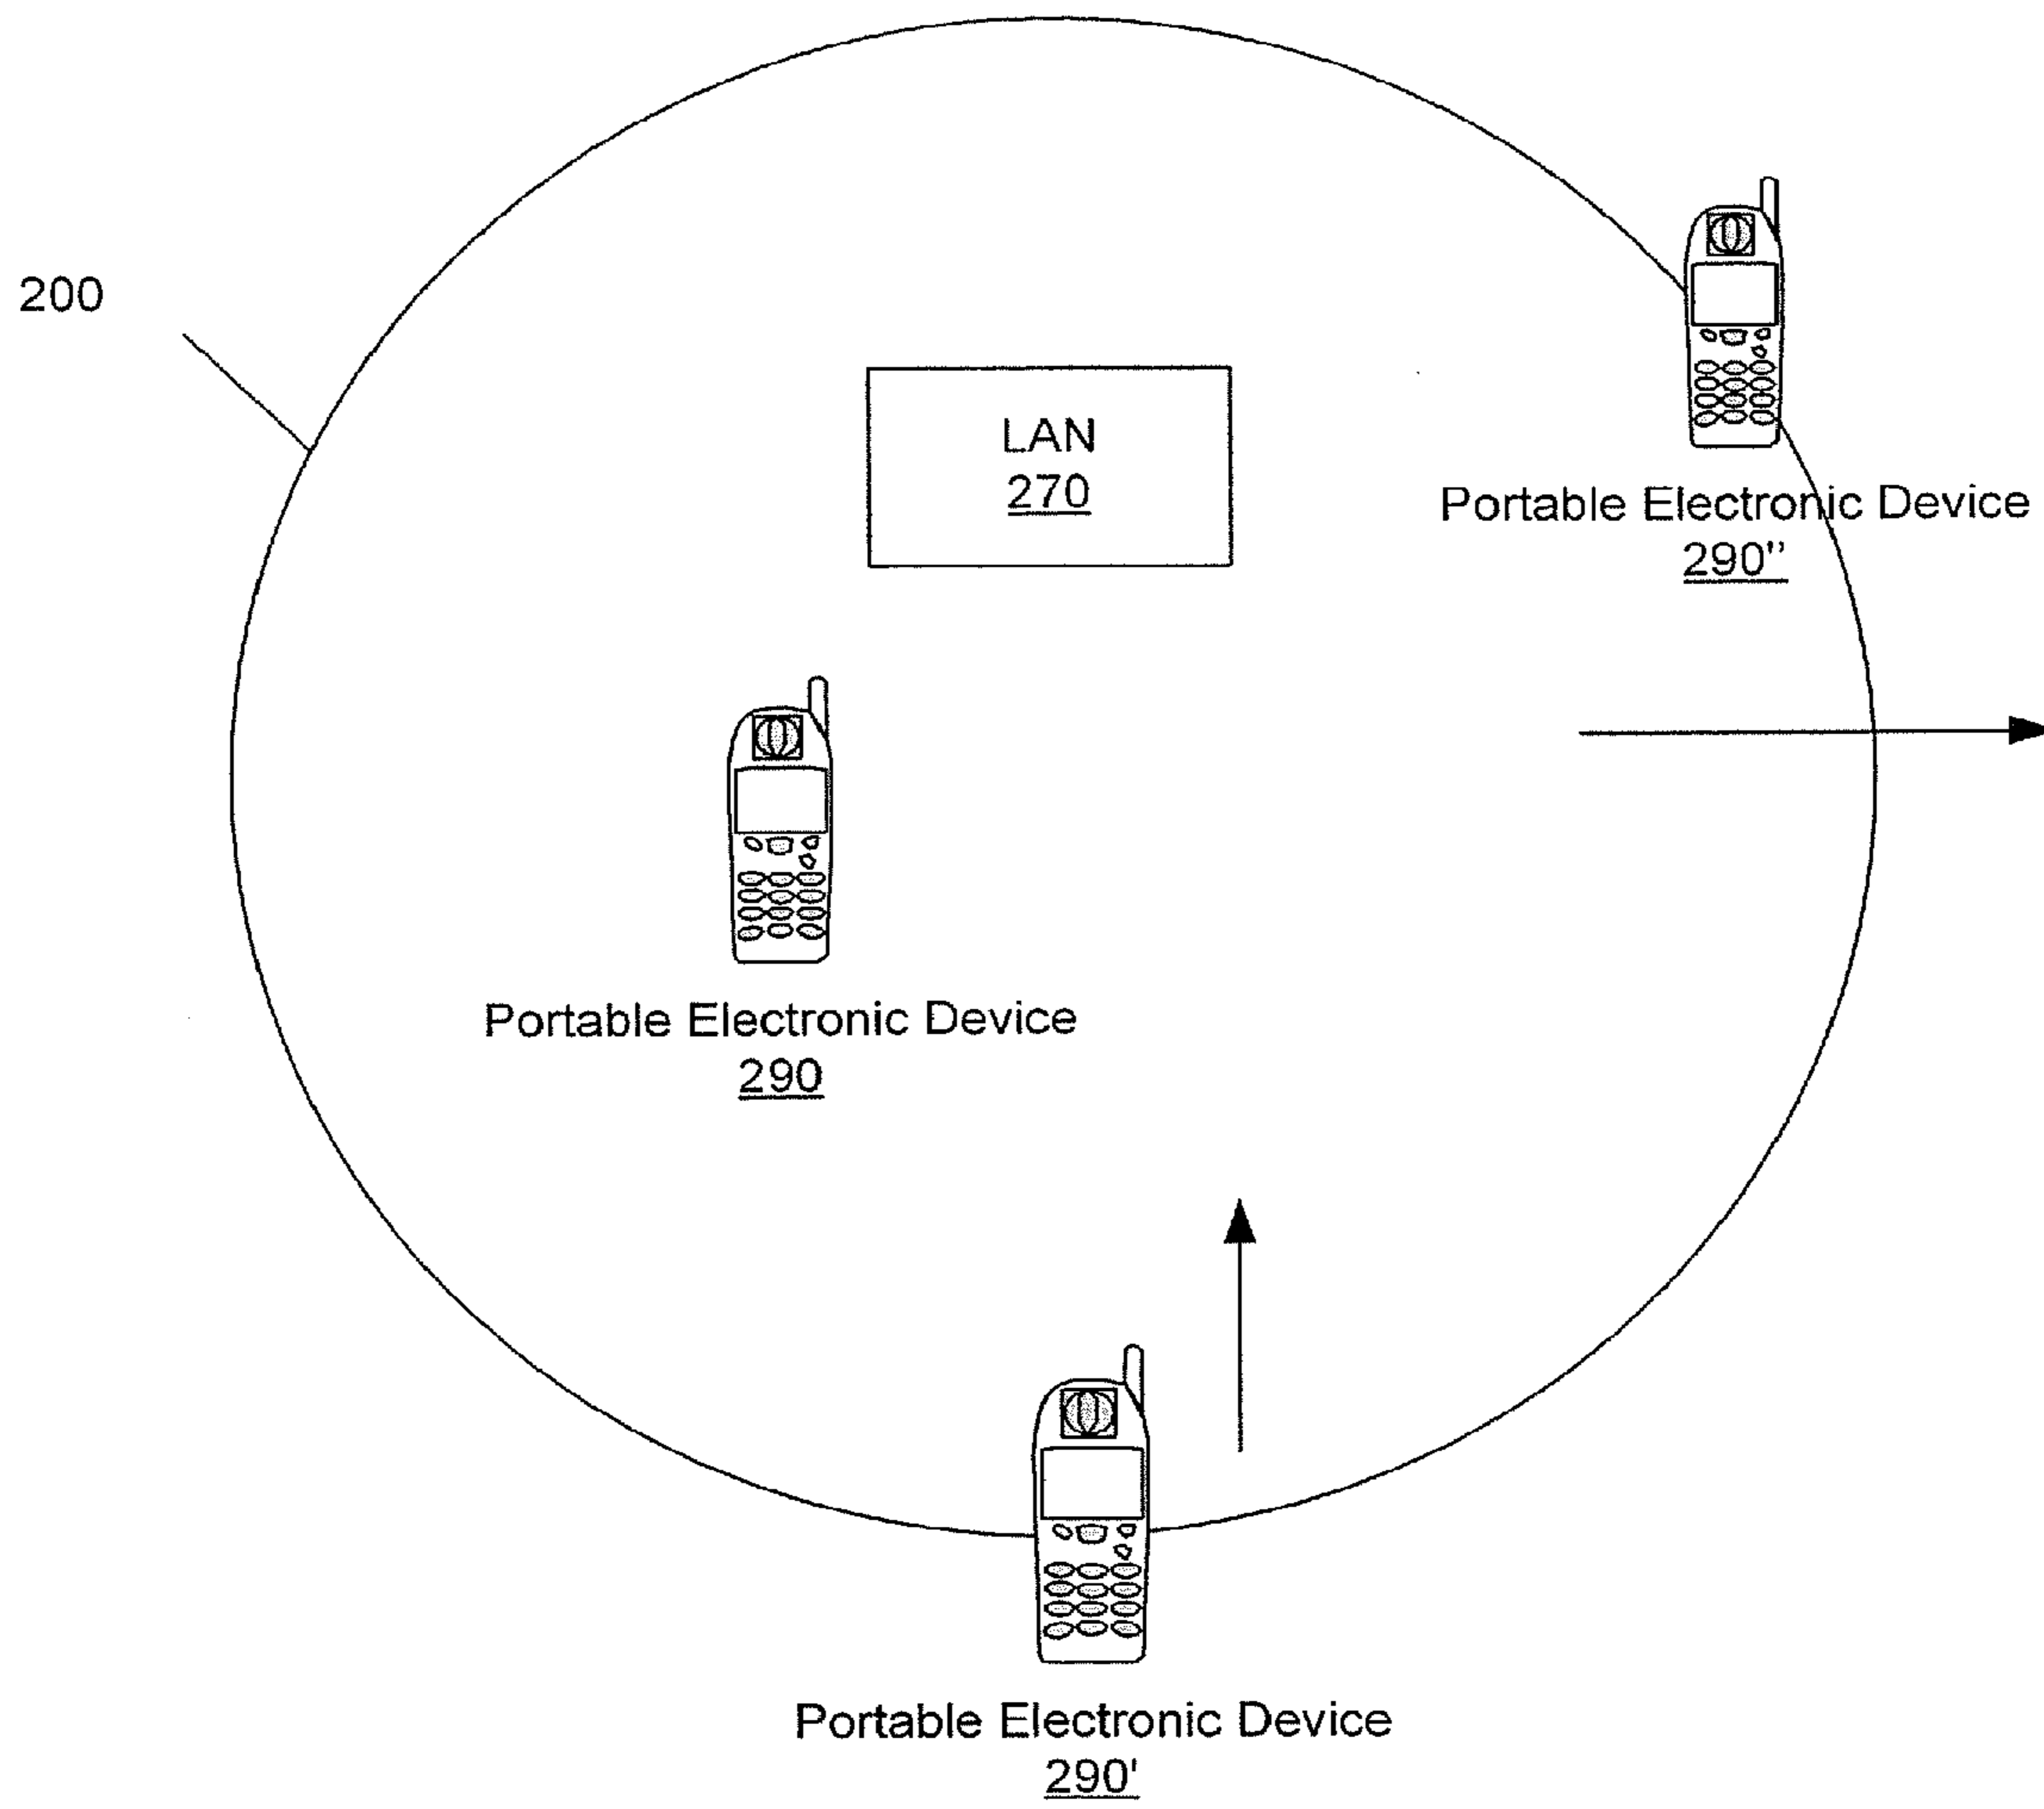 200
LAN
270
Portable Electronic Device
290''
Portable Electronic Device
290
Portable Electronic Device
290'